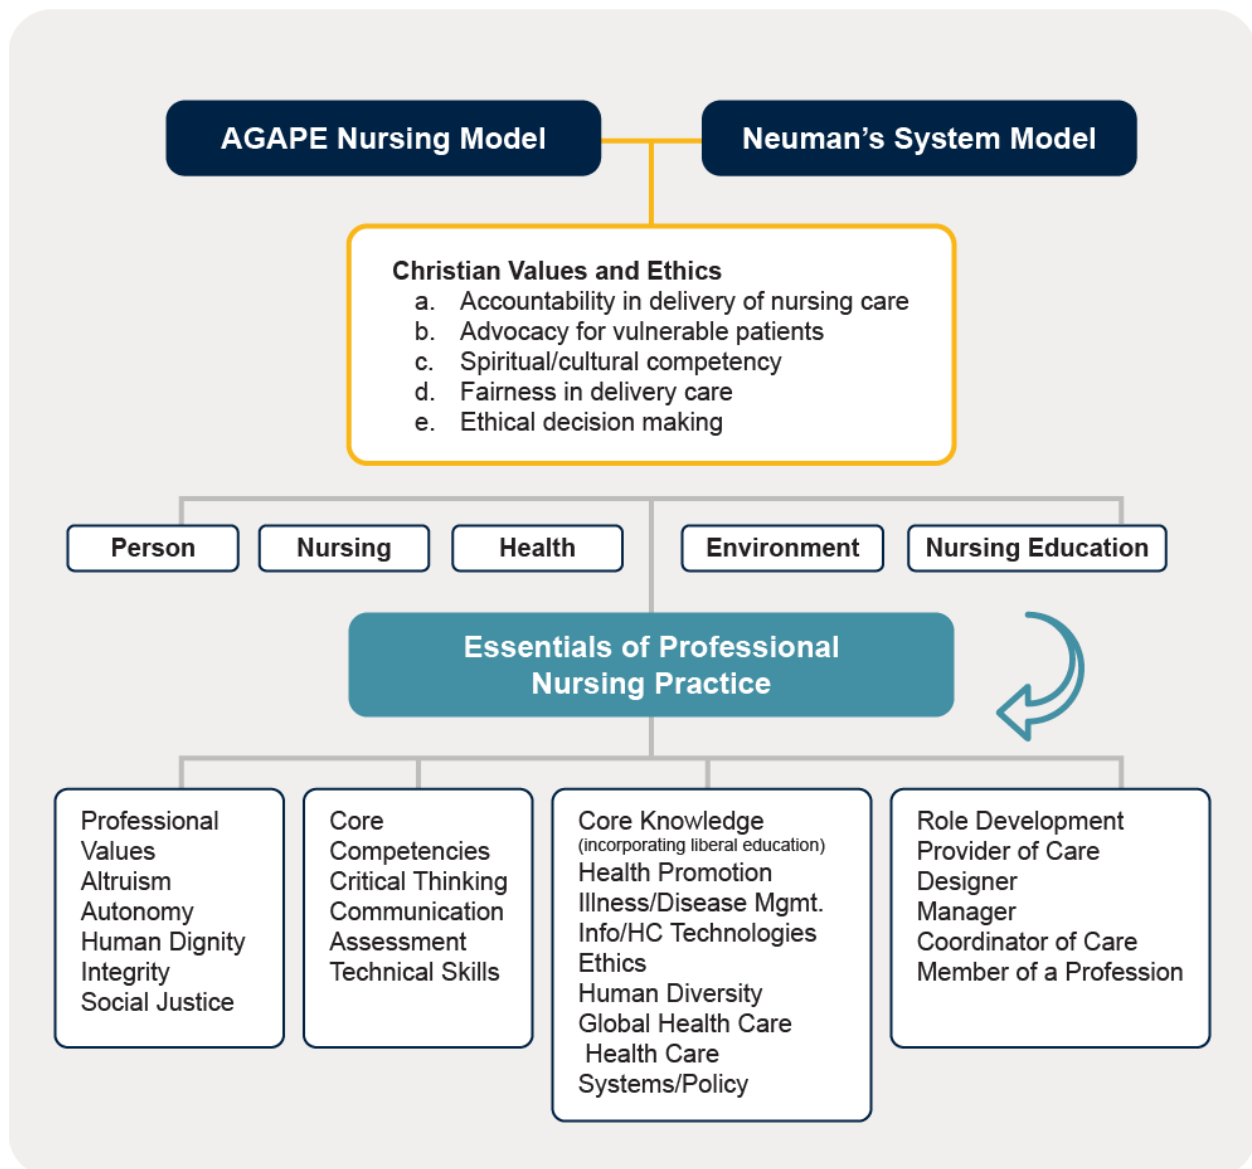 AGAPE Nursing Model
Neuman’s System Model
Christian Values and Ethics
a. Accountability in delivery of nursing care
b. Advocacy for vulnerable patients
c. Spiritual/cultural competency
d. Fairness in delivery care
e. Ethical decision making
Person
Nursing
Health
Environment
Nursing Education
Essentials of Professional
Nursing Practice
Professional
Values
Altruism
Autonomy
Human Dignity
Integrity
Social Justice
Core
Competencies
Critical Thinking
Communication
Assessment
Technical Skills
Core Knowledge
(incorporating liberal education)
Health Promotion
Illness/Disease Mgmt.
Info/HC Technologies
Ethics
Human Diversity
Global Health Care
Health Care
Systems/Policy
Role Development
Provider of Care
Designer
Manager
Coordinator of Care
Member of a Profession